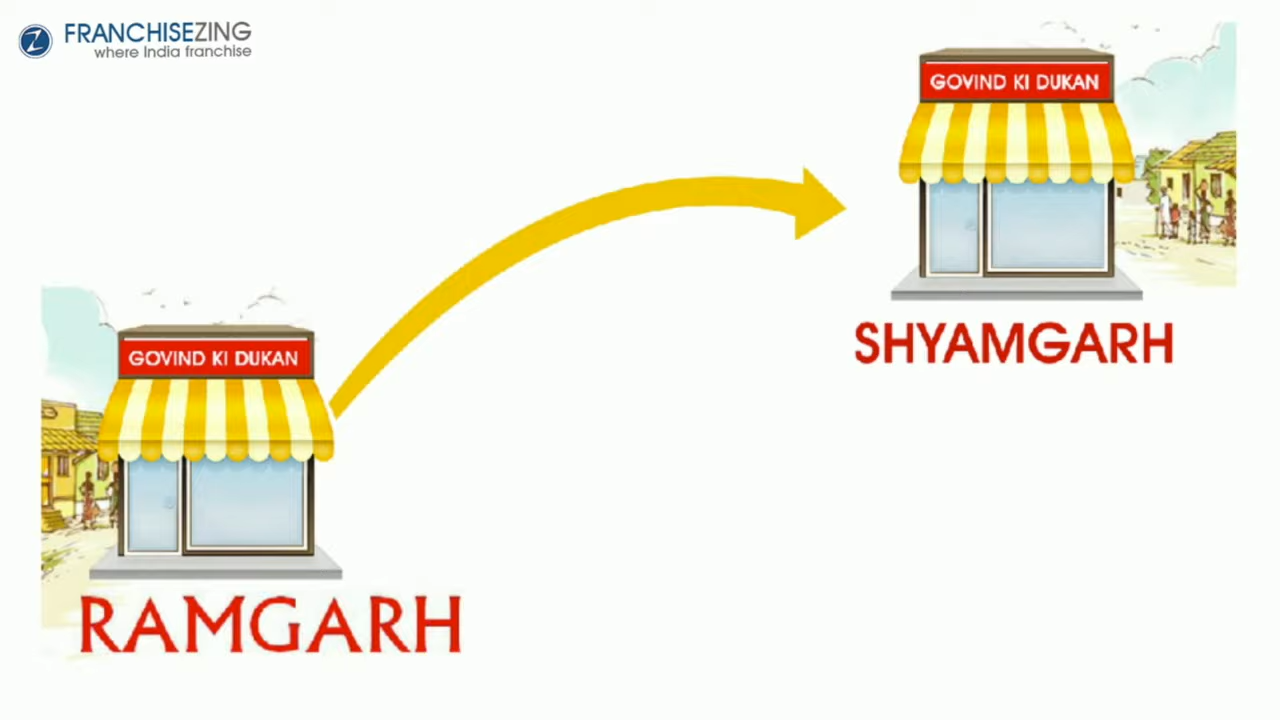 FRANCHISEZING
where India franchise
GOVIND KI DUKAN
SHYAMGARH
GOVIND KI DUKAN
RAMGARH